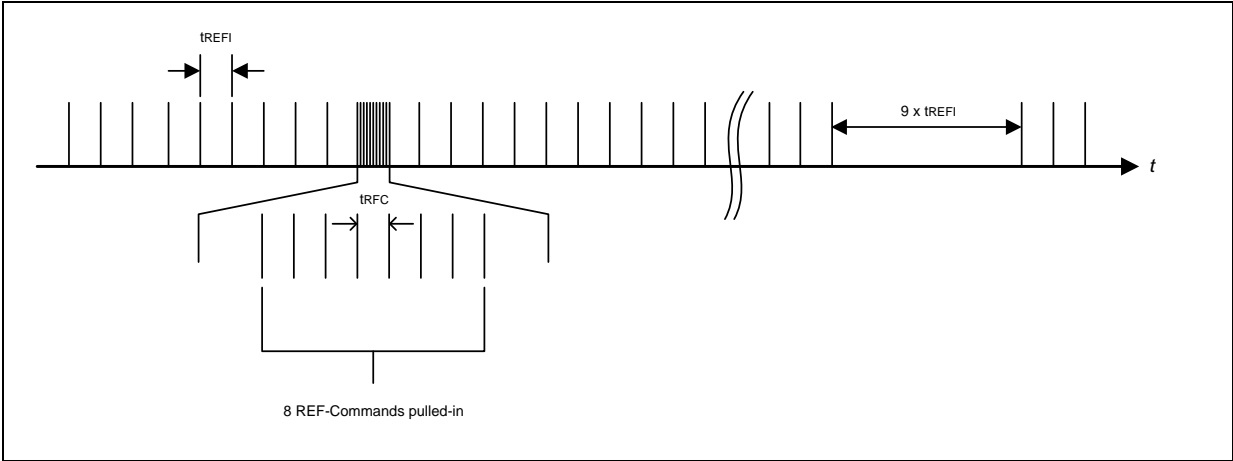 tREFI
9 x tREFI
t
tRFC
8 REF-Commands pulled-in